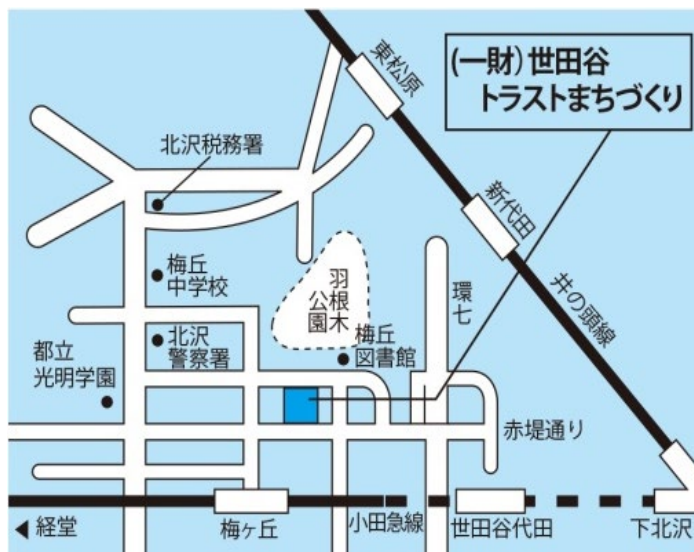 (一財)世田谷
トラストまちづくり
東松原
北沢税務署
新代田
井の頭線
梅丘
中学校
羽根木
公園
環七
北沢
警察署
梅丘
図書館
都立
光明学園
赤堤通り
経堂
梅ヶ丘
小田急線
世田谷代田
下北沢